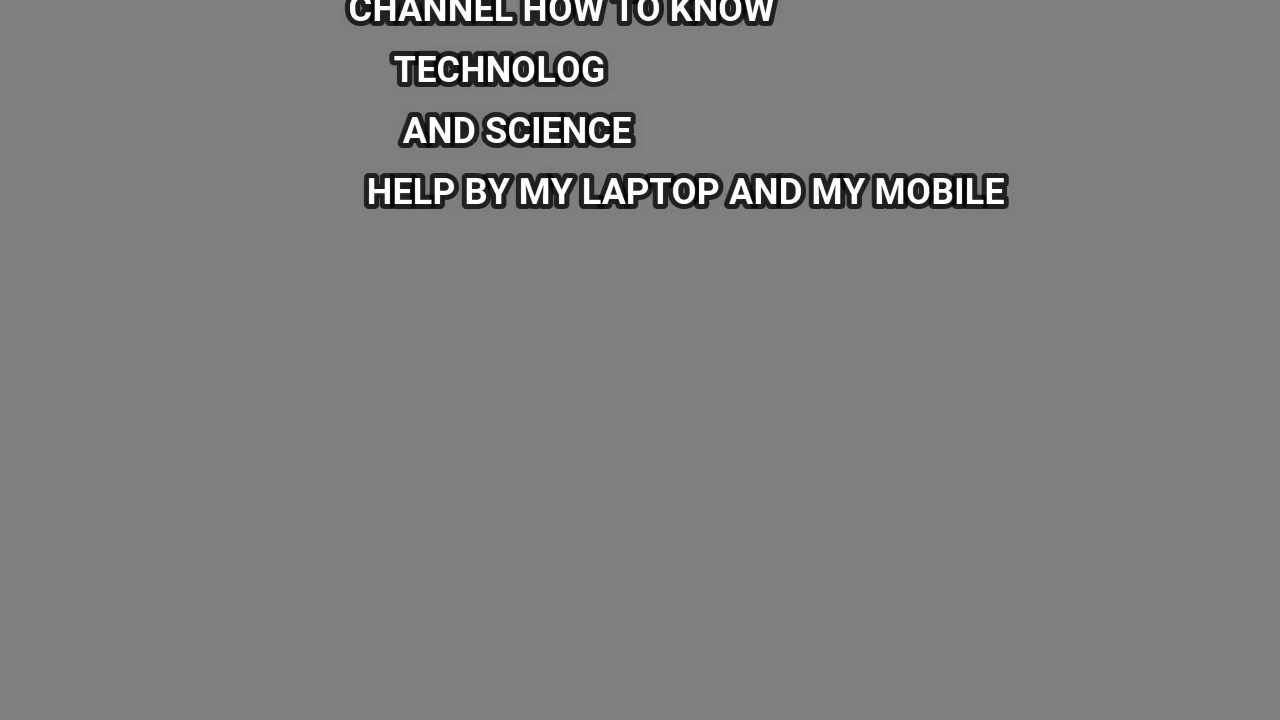 CHANNEL HOW TO KNOW
TECHNOLOG
AND SCIENCE
HELP BY MY LAPTOP AND MY MOBILE